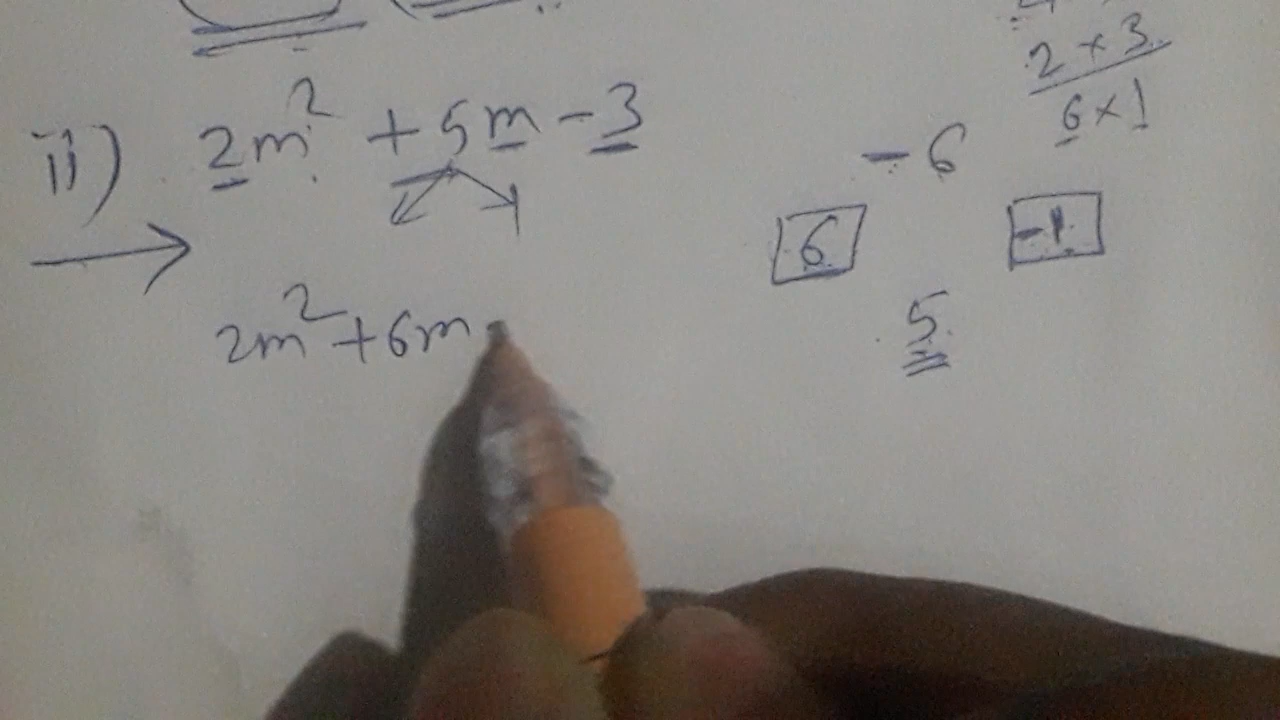 2 × 3
6 × 1
ii) 2m² + 5m - 3
- 6
6 -1
5
2m² + 6m